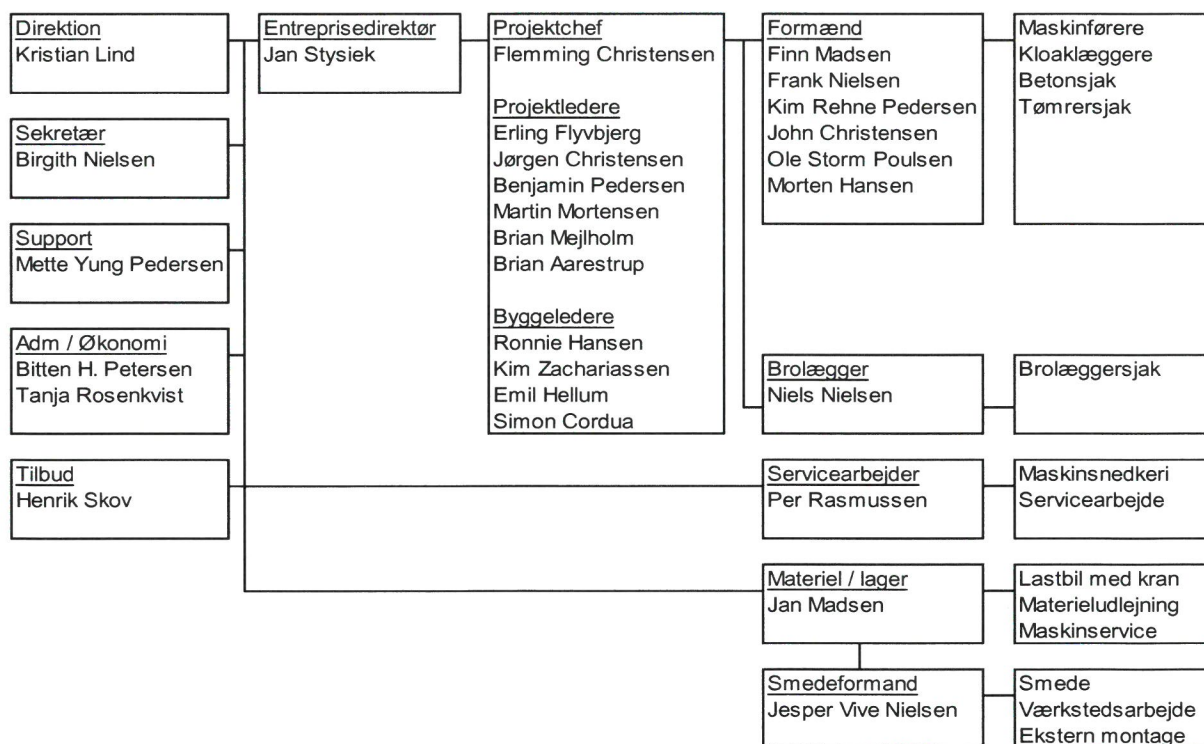 Direktion
Kristian Lind
Sekretær
Birgith Nielsen
Support
Mette Yung Pedersen
Adm / Økonomi
Bitten H. Petersen
Tanja Rosenkvist
Tilbud
Henrik Skov
Entreprisedirektør
Jan Stysiek
Projektchef
Flemming Christensen
Projektledere
Erling Flyvbjerg
Jørgen Christensen
Benjamin Pedersen
Martin Mortensen
Brian Mejlholm
Brian Aarestrup
Byggeledere
Ronnie Hansen
Kim Zachariassen
Emil Hellum
Simon Cordua
Formænd
Finn Madsen
Frank Nielsen
Kim Rehne Pedersen
John Christensen
Ole Storm Poulsen
Morten Hansen
Maskinførere
Kloaklæggere
Betonsjak
Tømrersjak
Brolægger
Niels Nielsen
Brolæggersjak
Servicearbejder
Per Rasmussen
Maskinsnedkeri
Servicearbejde
Materiel / lager
Jan Madsen
Lastbil med kran
Materieludlejning
Maskinservice
Smedeformand
Jesper Vive Nielsen
Smede
Værkstedsarbejde
Ekstern montage